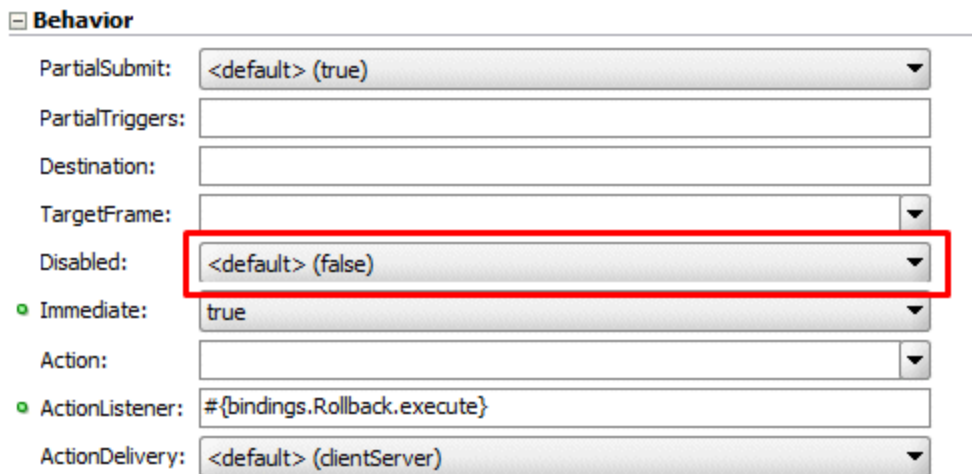 Behavior
PartialSubmit: <default> (true)
PartialTriggers:
Destination:
TargetFrame:
Disabled: <default> (false)
Immediate: true
Action:
ActionListener: #{bindings.Rollback.execute}
ActionDelivery: <default> (clientServer)